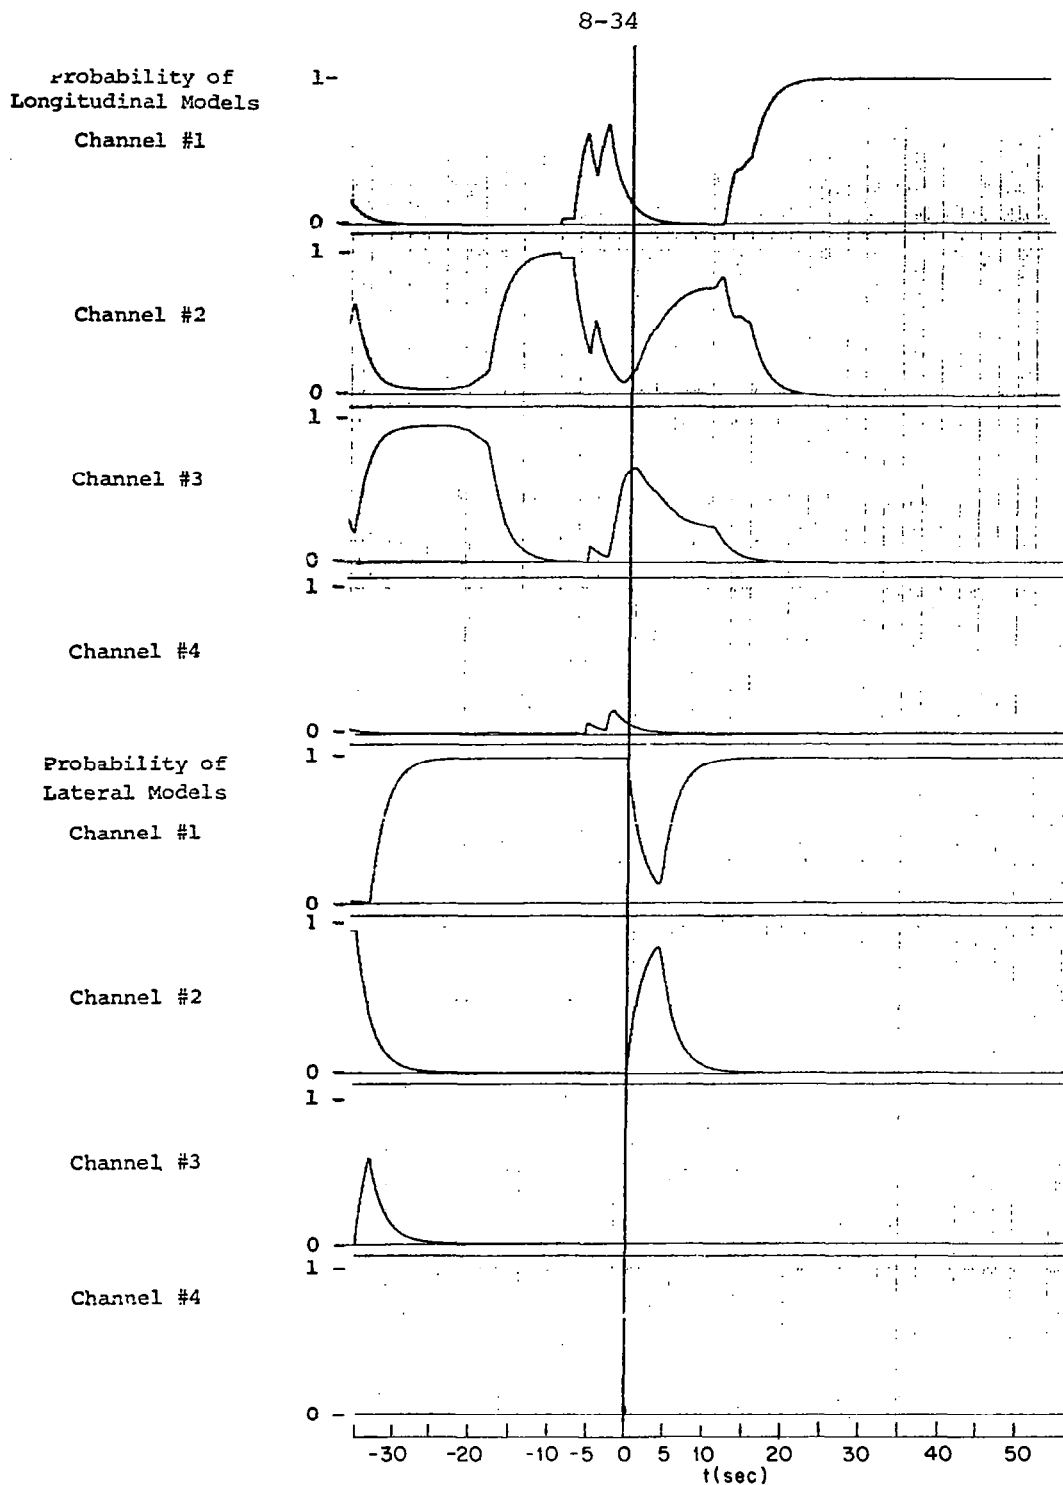 8-34
Probability of
Longitudinal Models
Channel #1
1-
0 -
Channel #2
1 -
0 -
Channel #3
1 -
0 -
Channel #4
1 -
0 -
Probability of
Lateral Models
Channel #1
1 -
0 -
Channel #2
1 -
0 -
Channel #3
1 -
0 -
Channel #4
1 -
0 -
-30 -20 -10 -5 0 5 10 20 30 40 50
t(sec)